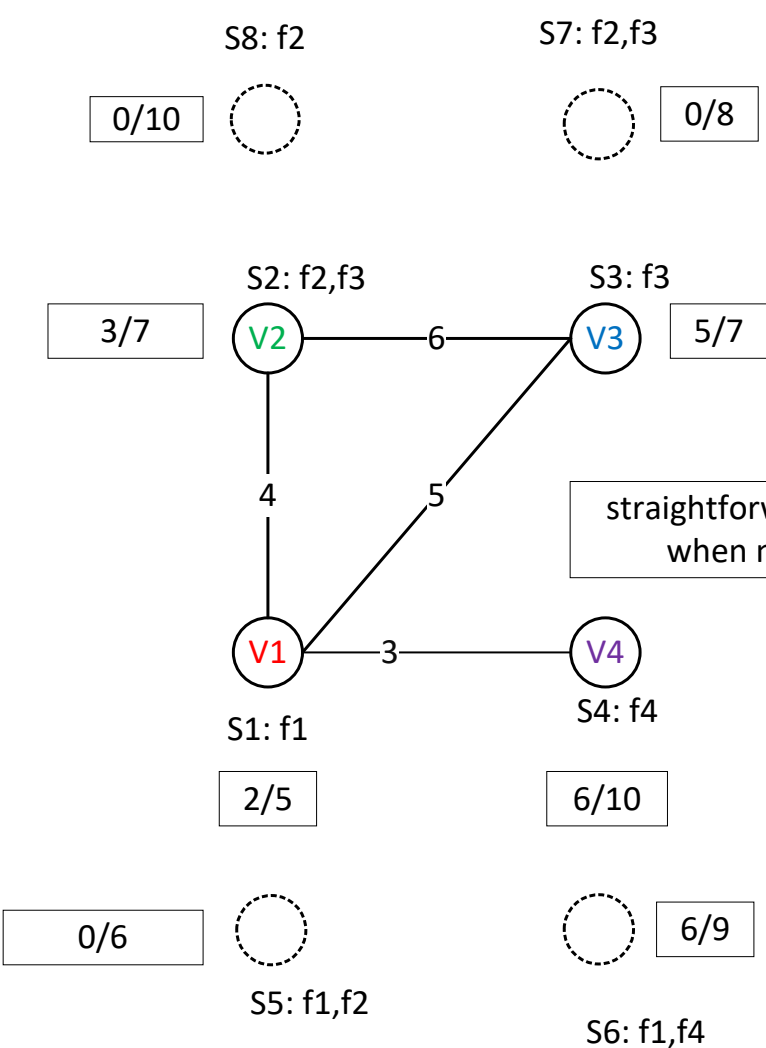 S8: f2
S7: f2,f3
0/10
0/8
S2: f2,f3
S3: f3
3/7
V2
6
V3
5/7
4
5
when
V1
3
V4
S1: f1
S4: f4
2/5
6/10
0/6
6/9
S5: f1,f2
S6: f1,f4